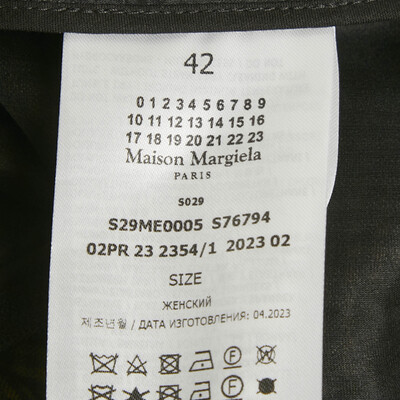 42
0 1 2 3 4 5 6 7 8 9
10 11 12 13 14 15 16
17 18 19 20 21 22 23
Maison Margiela
PARIS
S029
S29ME0005 S76794
02PR 23 2354/1 2023 02
SIZE
ЖЕНСКИЙ
제조년월 / ДАТА ИЗГОТОВЛЕНИЯ: 04.2023